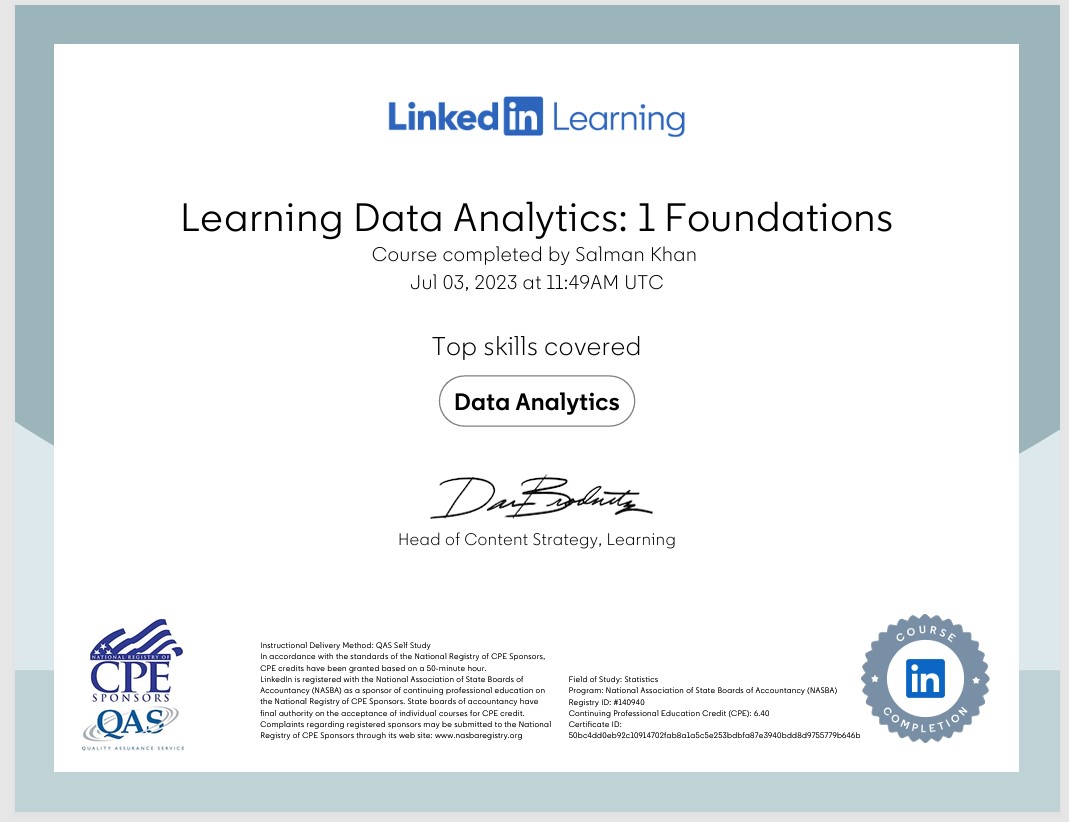 Linked in Learning
Learning Data Analytics: 1 Foundations
Course completed by Salman Khan
Jul 03, 2023 at 11:49AM UTC
Top skills covered
Data Analytics
Head of Content Strategy, Learning
NATIONAL REGISTRY OF
CPE
SPONSORS
QAS
QUALITY ASSURANCE SERVICE
Instructional Delivery Method: QAS Self Study
In accordance with the standards of the National Registry of CPE Sponsors,
CPE credits have been granted based on a 50-minute hour.
LinkedIn is registered with the National Association of State Boards of
Accountancy (NASBA) as a sponsor of continuing professional education on
the National Registry of CPE Sponsors. State boards of accountancy have
final authority on the acceptance of individual courses for CPE credit.
Complaints regarding registered sponsors may be submitted to the National
Registry of CPE Sponsors through its web site: www.nasbaregistry.org
Field of Study: Statistics
Program: National Association of State Boards of Accountancy (NASBA)
Registry ID: #140940
Continuing Professional Education Credit (CPE): 6.40
Certificate ID:
50bc4dd0eb92c10914702fab8a1a5c5e253bdbfa87e3940bdd8d9755779b646b
COURSE
in
COMPLETION